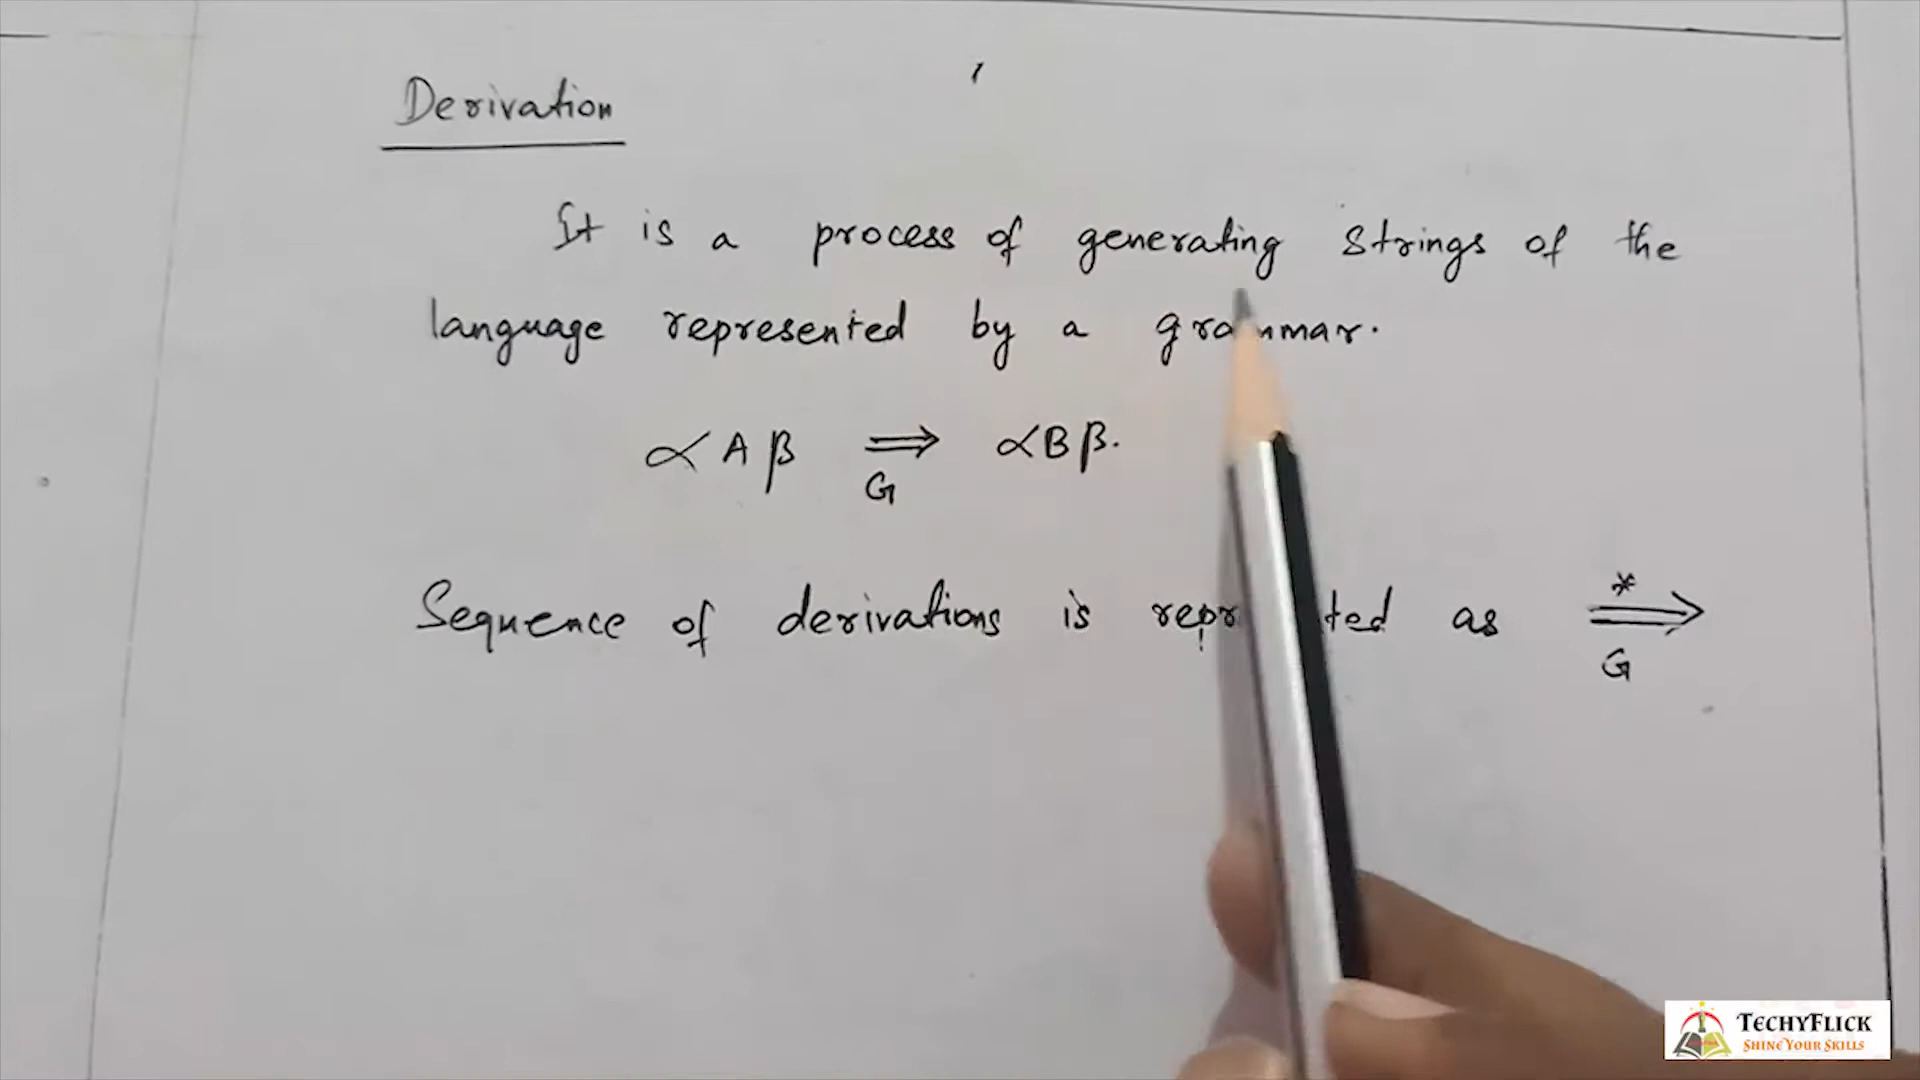 Derivation
It is a process of generating strings of the
language represented by a grammar.
αAβ ⇒ αBβ.
G
Sequence of derivations is as *⇒
G
TECHYFLICK
SHINE YOUR SKILLS